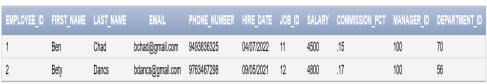 EMPLOYEE_ID FIRST_NAME LAST_NAME EMAIL PHONE_NUMBER HIRE_DATE JOB_ID SALARY COMMISSION_PCT MANAGER_ID DEPARTMENT_ID
1 Ben Chad bchad@gmail.com 9483636325 04/07/2022 11 4500 .15 100 70
2 Bety Dancs bdancs@gmail.com 9763467298 09/05/2021 12 4800 .17 100 56